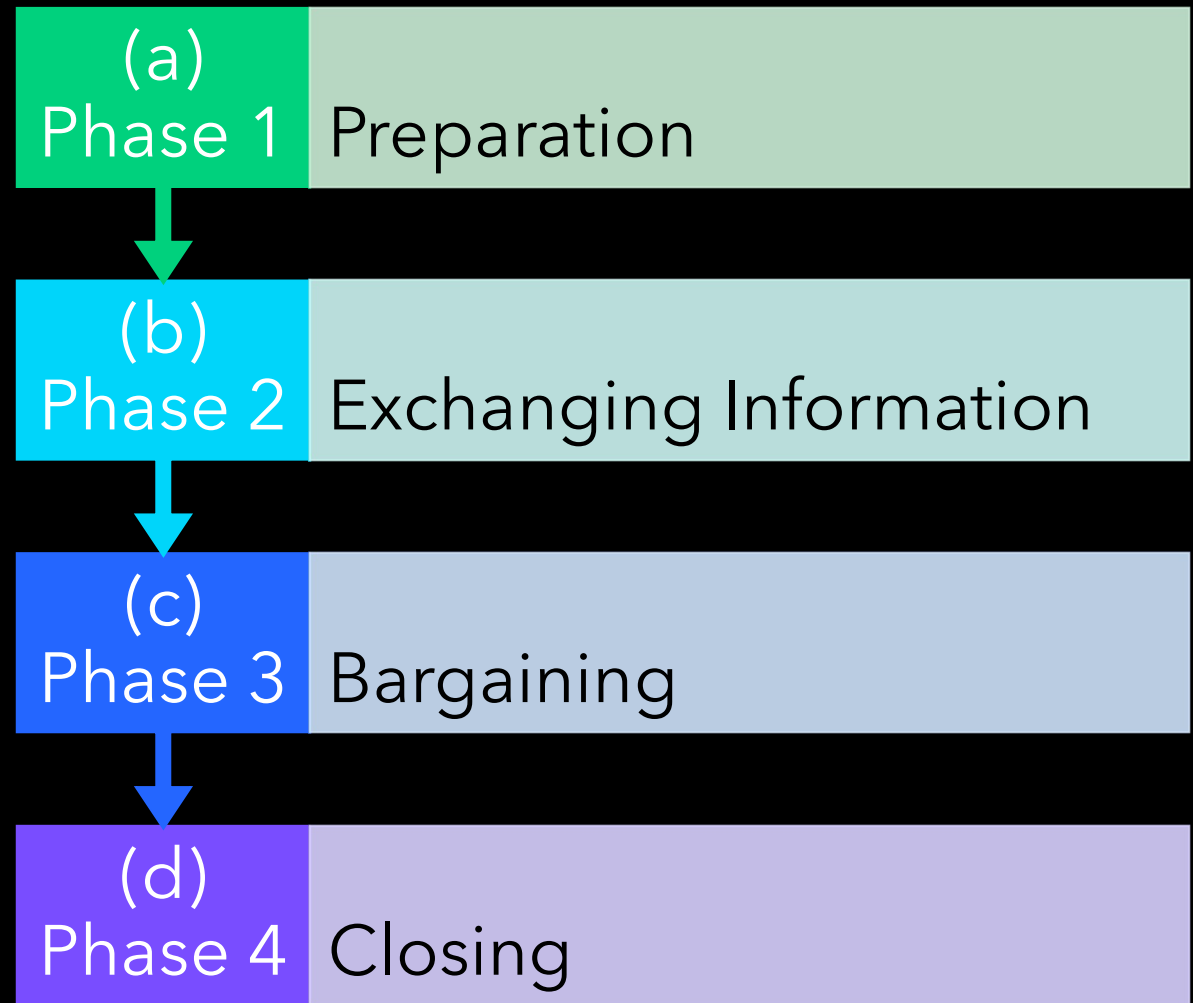 (a)
Phase 1
Preparation
(b)
Phase 2
Exchanging Information
(c)
Phase 3
Bargaining
(d)
Phase 4
Closing